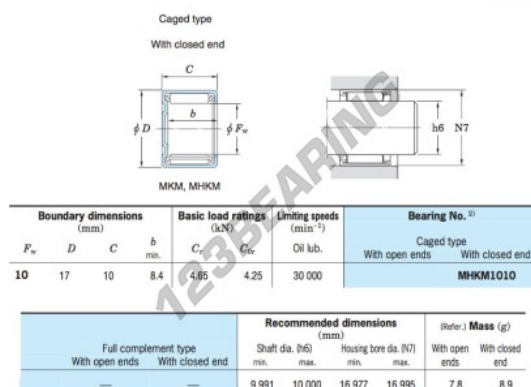 Caged type
With closed end
C
b
φ D
φ Fw
h6
N7
MKM, MHKM
123BEARING
Boundary dimensions (mm)
Basic load ratings (kN)
Limiting speeds (min⁻¹)
Bearing No. 2)
Fw D C b min. Cr C0r Oil lub. Caged type With open ends With closed end
10 17 10 8.4 4.65 4.25 30 000 MHKM1010
Recommended dimensions (mm)
(Refer.) Mass (g)
Full complement type
With open ends With closed end
Shaft dia. (h6) min. max.
Housing bore dia. (N7) min. max.
With open ends
With closed end
— — 9.991 10.000 16.977 16.995 7.8 8.9